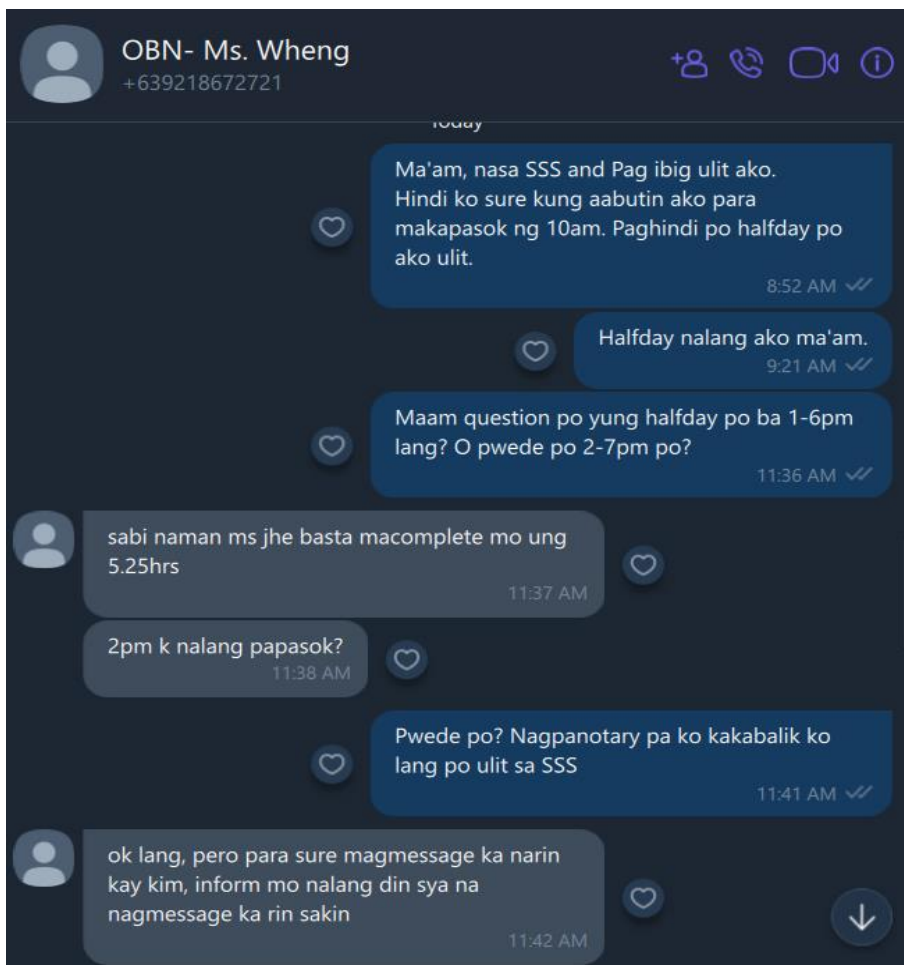 OBN- Ms. Wheng
+639218672721
Today
Ma'am, nasa SSS and Pag ibig ulit ako.
Hindi ko sure kung aabutin ako para
makapasok ng 10am. Paghindi po halfday po
ako ulit.
8:52 AM
Halfday nalang ako ma'am.
9:21 AM
Maam question po yung halfday po ba 1-6pm
lang? O pwede po 2-7pm po?
11:36 AM
sabi naman ms jhe basta macomplete mo ung
5.25hrs
11:37 AM
2pm k nalang papasok?
11:38 AM
Pwede po? Nagpanotary pa ko kakabalik ko
lang po ulit sa SSS
11:41 AM
ok lang, pero para sure magmessage ka narin
kay kim, inform mo nalang din sya na
nagmessage ka rin sakin
11:42 AM